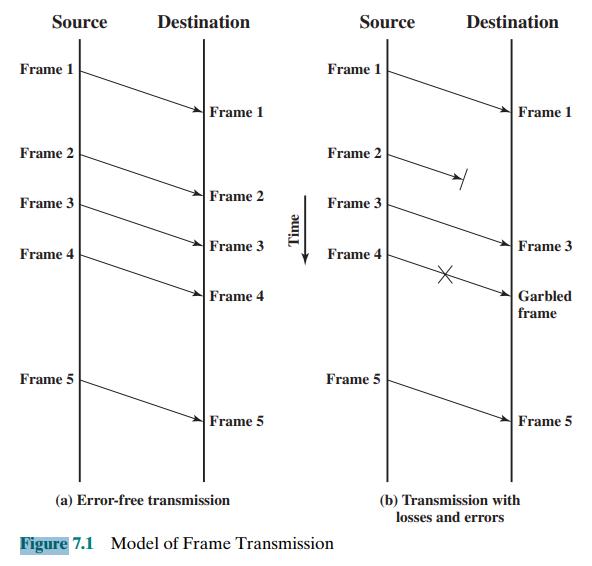 Source Destination
Frame 1
Frame 1
Frame 2
Frame 2
Frame 3
Frame 3
Frame 4
Frame 4
Frame 5
Frame 5
(a) Error-free transmission
Time
Source Destination
Frame 1
Frame 1
Frame 2
Frame 3
Frame 3
Frame 4
Garbled
frame
Frame 5
Frame 5
(b) Transmission with
losses and errors
Figure 7.1 Model of Frame Transmission